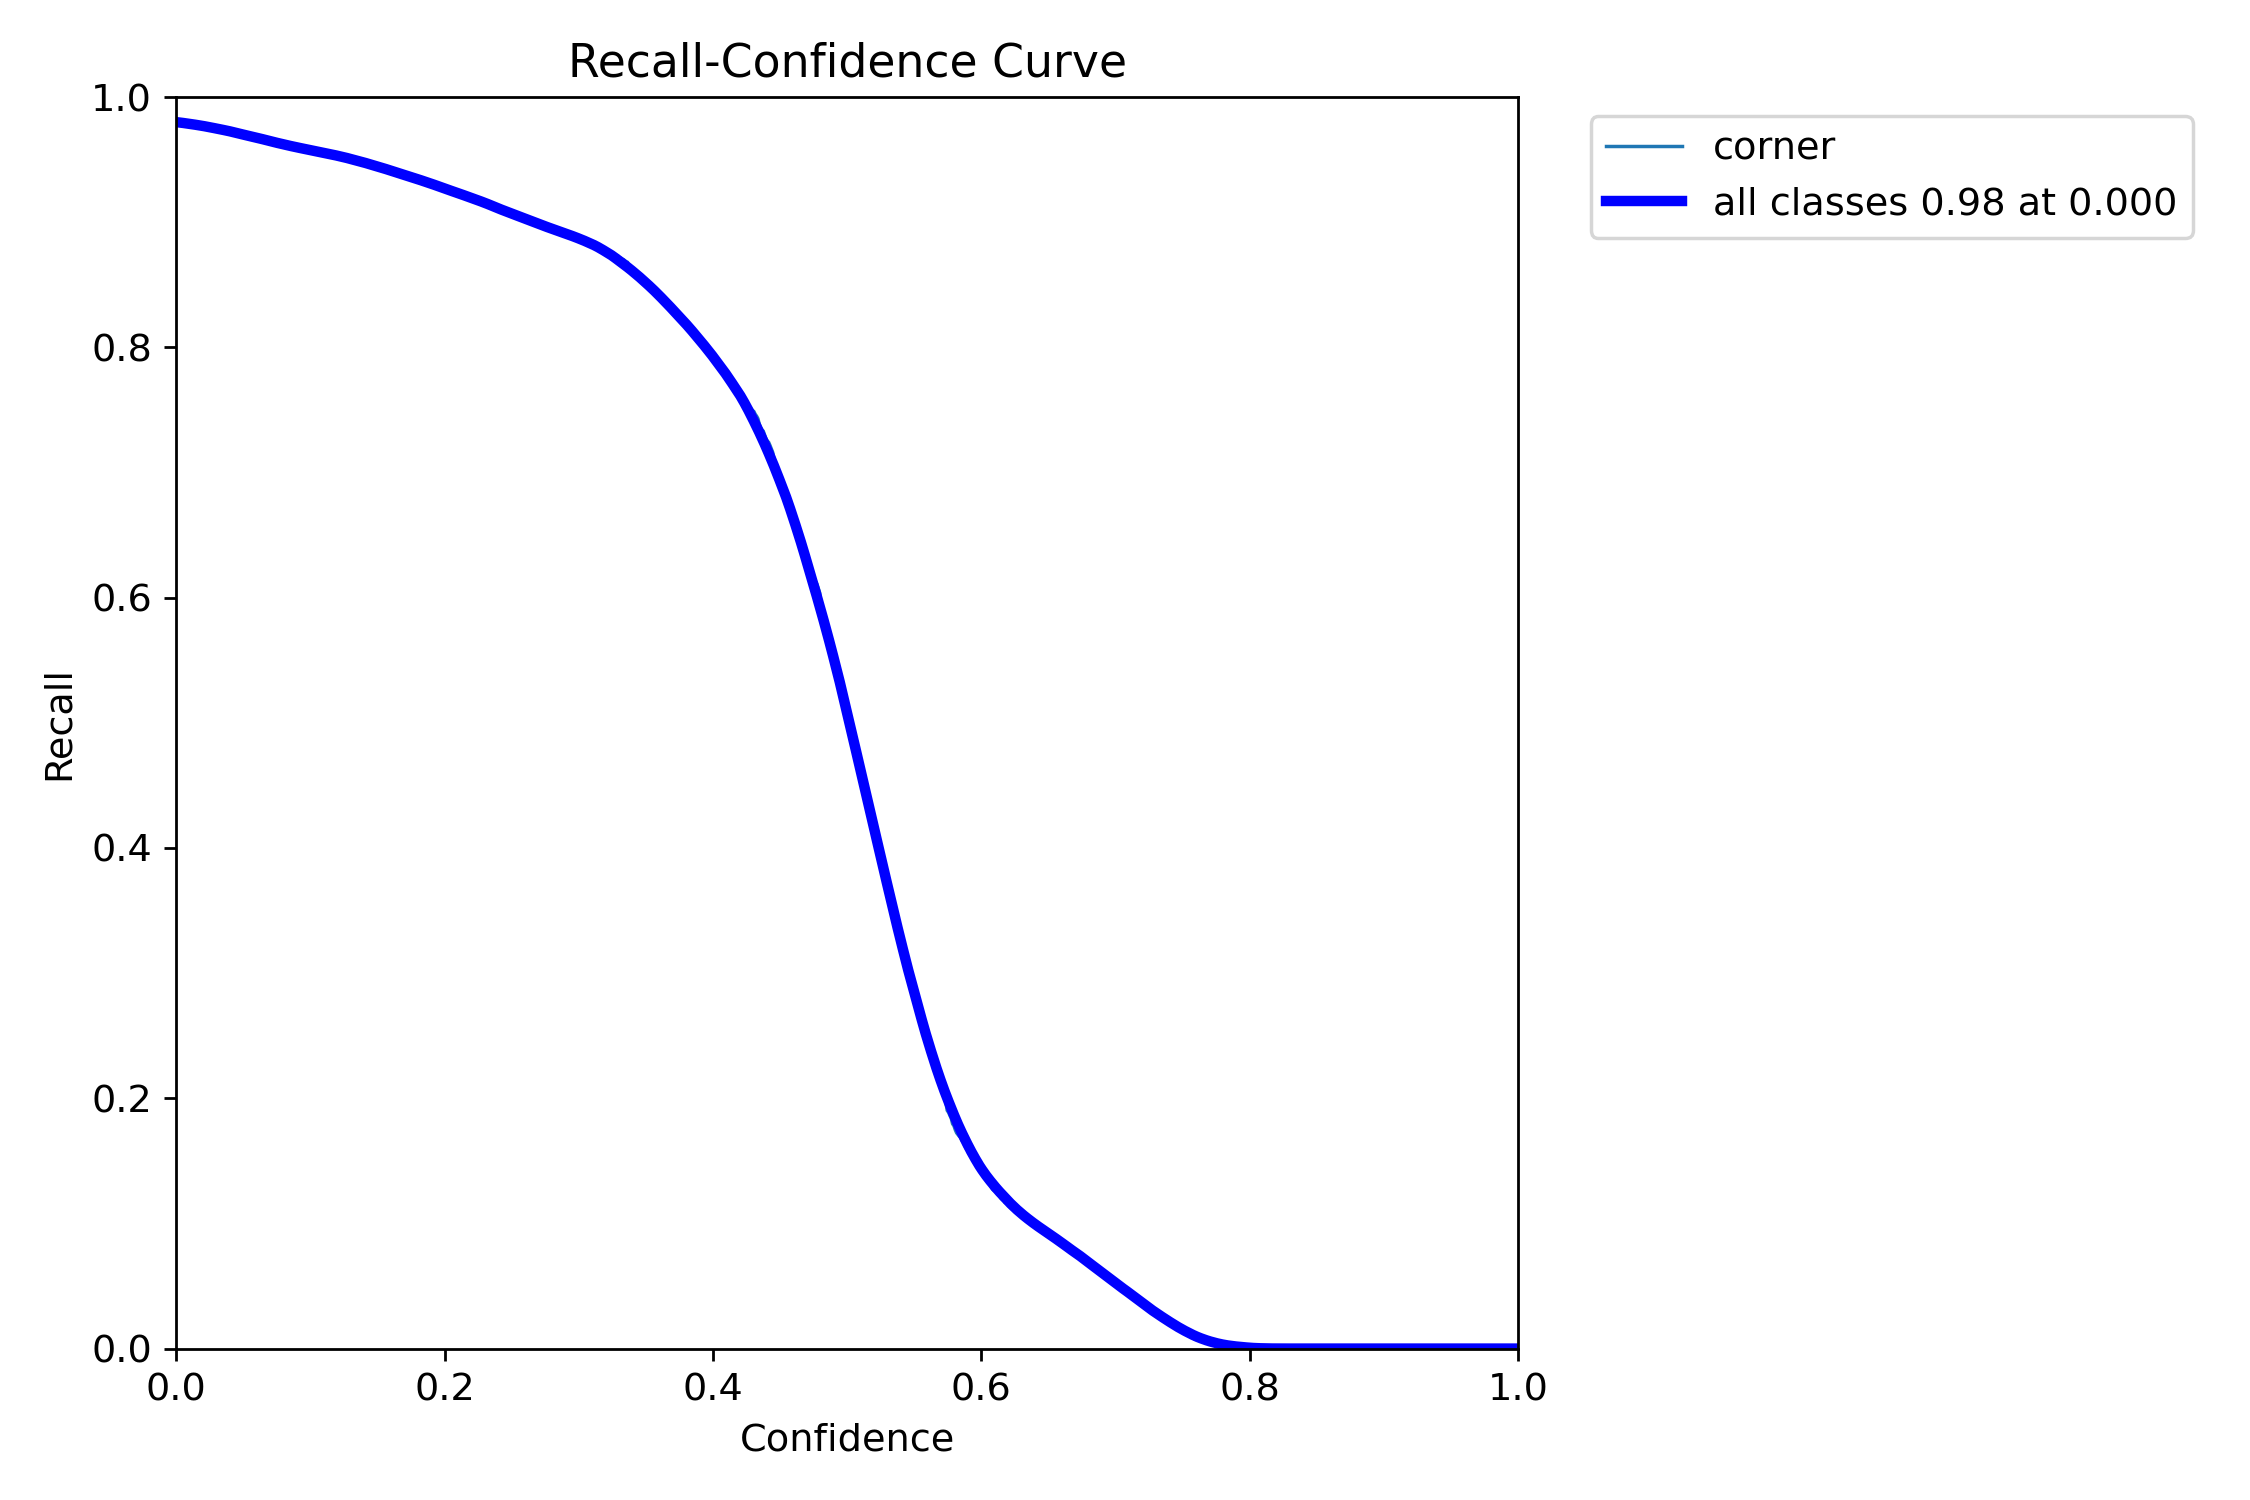 Recall-Confidence Curve
1.0
0.8
0.6
0.4
0.2
0.0
Recall
0.0 0.2 0.4 0.6 0.8 1.0
Confidence
corner
all classes 0.98 at 0.000